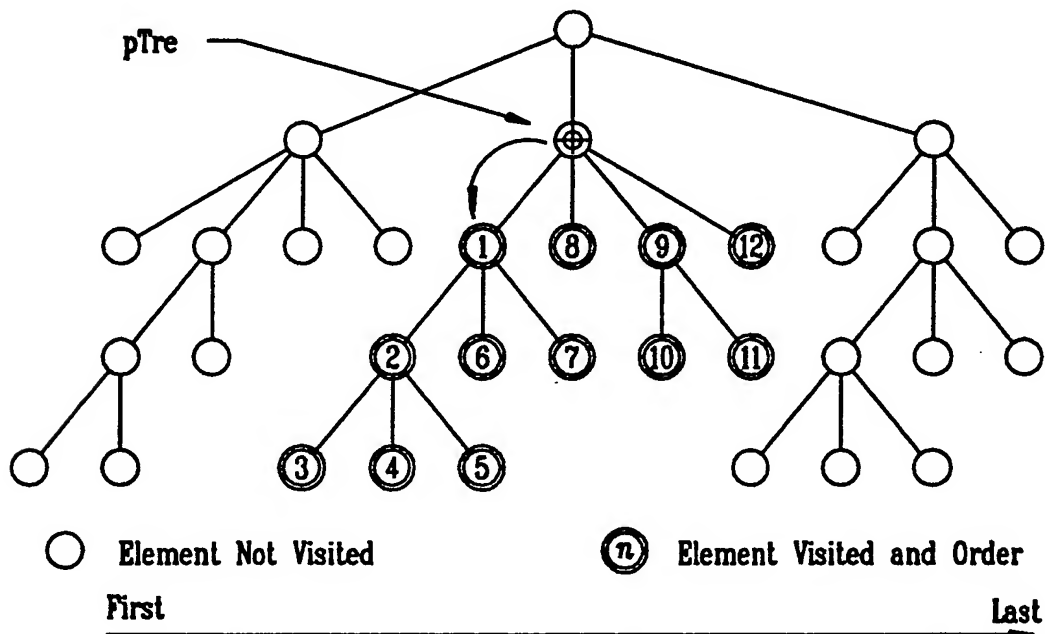 pTre
1 8 9 12
2 6 7 10 11
3 4 5
Element Not Visited
n Element Visited and Order
First Last